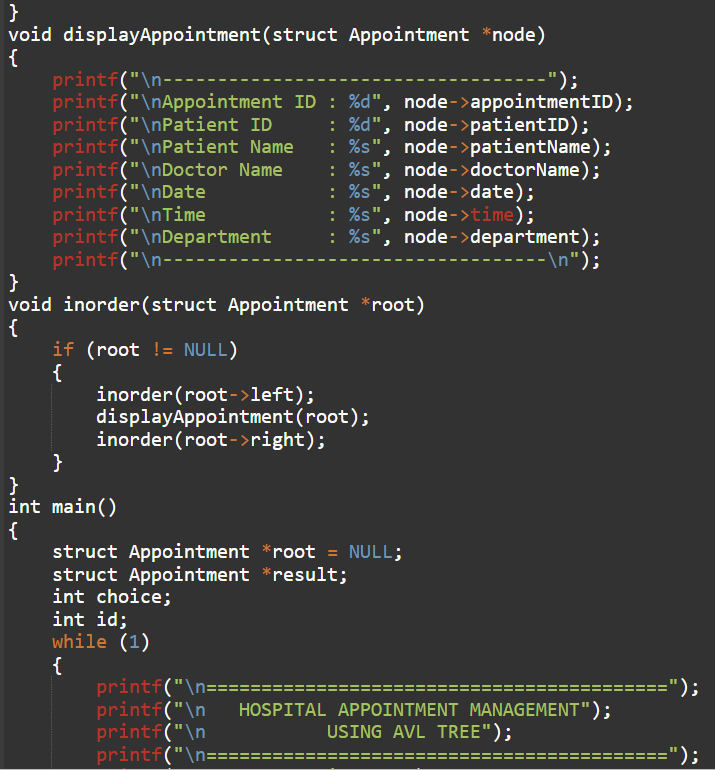 }
void displayAppointment(struct Appointment *node)
{
    printf("\n-----------------------------------");
    printf("\nAppointment ID : %d", node->appointmentID);
    printf("\nPatient ID     : %d", node->patientID);
    printf("\nPatient Name   : %s", node->patientName);
    printf("\nDoctor Name    : %s", node->doctorName);
    printf("\nDate           : %s", node->date);
    printf("\nTime           : %s", node->time);
    printf("\nDepartment     : %s", node->department);
    printf("\n-----------------------------------\n");
}
void inorder(struct Appointment *root)
{
    if (root != NULL)
    {
        inorder(root->left);
        displayAppointment(root);
        inorder(root->right);
    }
}
int main()
{
    struct Appointment *root = NULL;
    struct Appointment *result;
    int choice;
    int id;
    while (1)
    {
        printf("\n==========================================");
        printf("\n   HOSPITAL APPOINTMENT MANAGEMENT");
        printf("\n           USING AVL TREE");
        printf("\n==========================================");